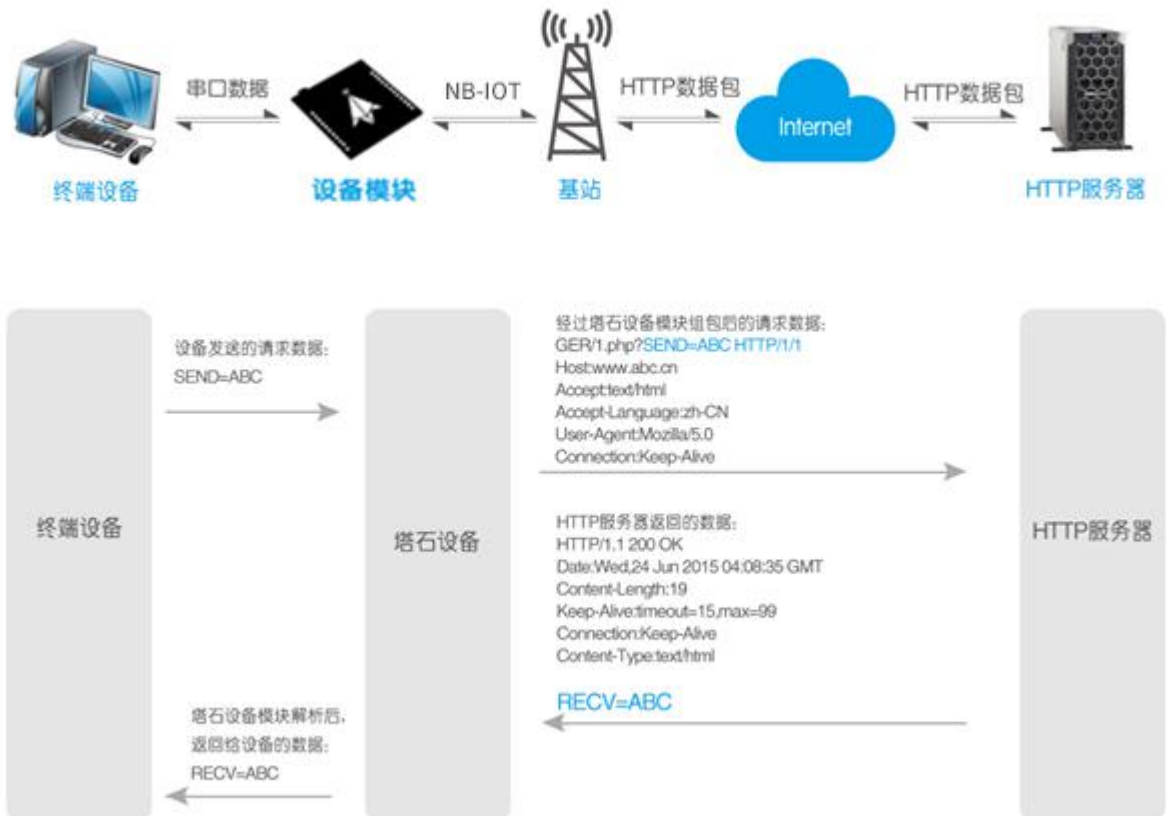 串口数据
NB-IOT
HTTP数据包
Internet
HTTP数据包
终端设备
设备模块
基站
HTTP服务器
设备发送的请求数据:
SEND=ABC
经过塔石设备模块组包后的请求数据:
GER/1.php?SEND=ABC HTTP/1/1
Host:www.abc.cn
Accept:text/html
Accept-Language:zh-CN
User-Agent:Mozilla/5.0
Connection:Keep-Alive
终端设备
塔石设备
HTTP服务器
HTTP服务器返回的数据:
HTTP/1.1 200 OK
Date:Wed,24 Jun 2015 04:08:35 GMT
Content-Length:19
Keep-Alive:timeout=15,max=99
Connection:Keep-Alive
Content-Type:text/html
RECV=ABC
塔石设备模块解析后,
返回给设备的数据:
RECV=ABC